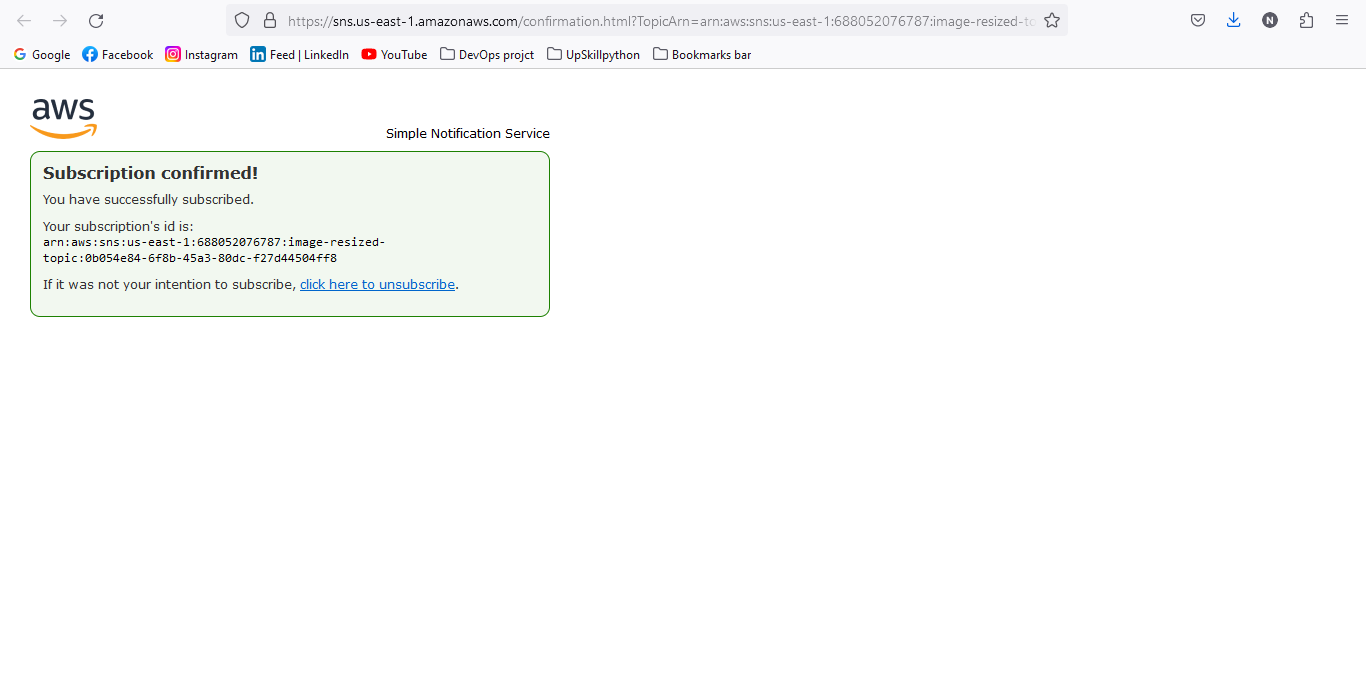 https://sns.us-east-1.amazonaws.com/confirmation.html?TopicArn=arn:aws:sns:us-east-1:688052076787:image-resized-to
N
Google Facebook Instagram Feed | LinkedIn YouTube DevOps projct UpSkillpython Bookmarks bar
aws
Simple Notification Service
Subscription confirmed!
You have successfully subscribed.
Your subscription's id is:
arn:aws:sns:us-east-1:688052076787:image-resized-
topic:0b054e84-6f8b-45a3-80dc-f27d44504ff8
If it was not your intention to subscribe, click here to unsubscribe.